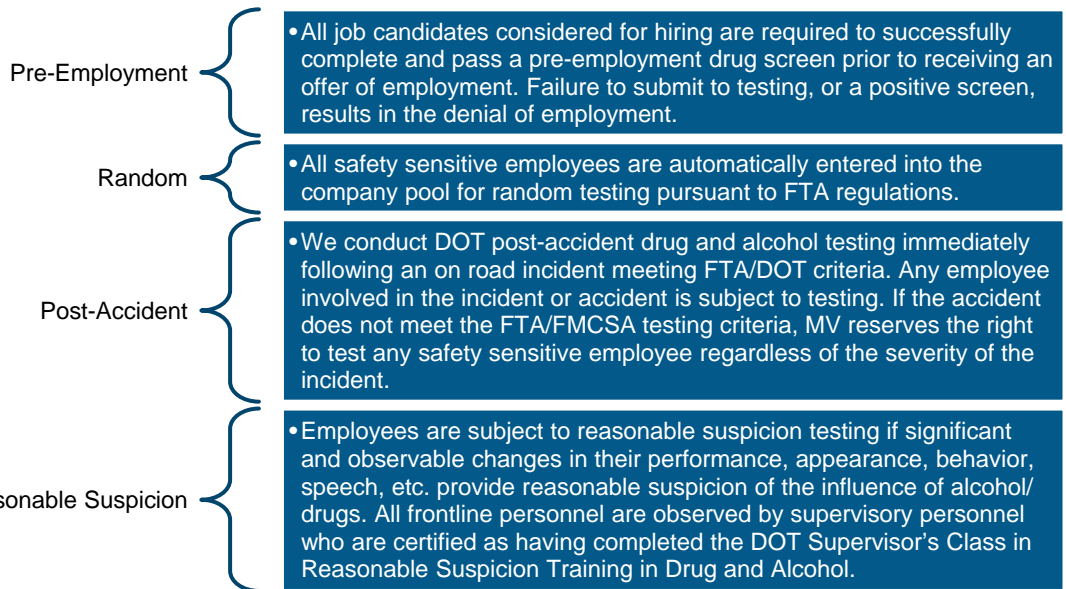 Pre-Employment
•All job candidates considered for hiring are required to successfully
complete and pass a pre-employment drug screen prior to receiving an
offer of employment. Failure to submit to testing, or a positive screen,
results in the denial of employment.
Random
•All safety sensitive employees are automatically entered into the
company pool for random testing pursuant to FTA regulations.
Post-Accident
•We conduct DOT post-accident drug and alcohol testing immediately
following an on road incident meeting FTA/DOT criteria. Any employee
involved in the incident or accident is subject to testing. If the accident
does not meet the FTA/FMCSA testing criteria, MV reserves the right
to test any safety sensitive employee regardless of the severity of the
incident.
sonable Suspicion
•Employees are subject to reasonable suspicion testing if significant
and observable changes in their performance, appearance, behavior,
speech, etc. provide reasonable suspicion of the influence of alcohol/
drugs. All frontline personnel are observed by supervisory personnel
who are certified as having completed the DOT Supervisor's Class in
Reasonable Suspicion Training in Drug and Alcohol.